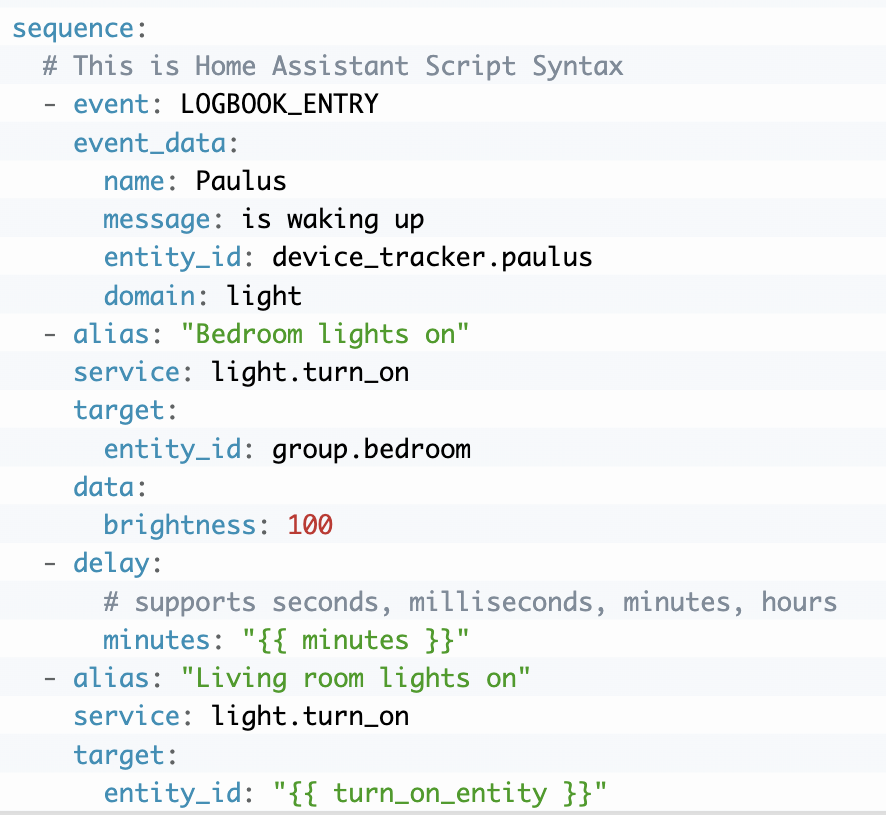 sequence:
  # This is Home Assistant Script Syntax
  - event: LOGBOOK_ENTRY
    event_data:
      name: Paulus
      message: is waking up
      entity_id: device_tracker.paulus
      domain: light
  - alias: "Bedroom lights on"
    service: light.turn_on
    target:
      entity_id: group.bedroom
    data:
      brightness: 100
  - delay:
      # supports seconds, milliseconds, minutes, hours
      minutes: "{{ minutes }}"
  - alias: "Living room lights on"
    service: light.turn_on
    target:
      entity_id: "{{ turn_on_entity }}"